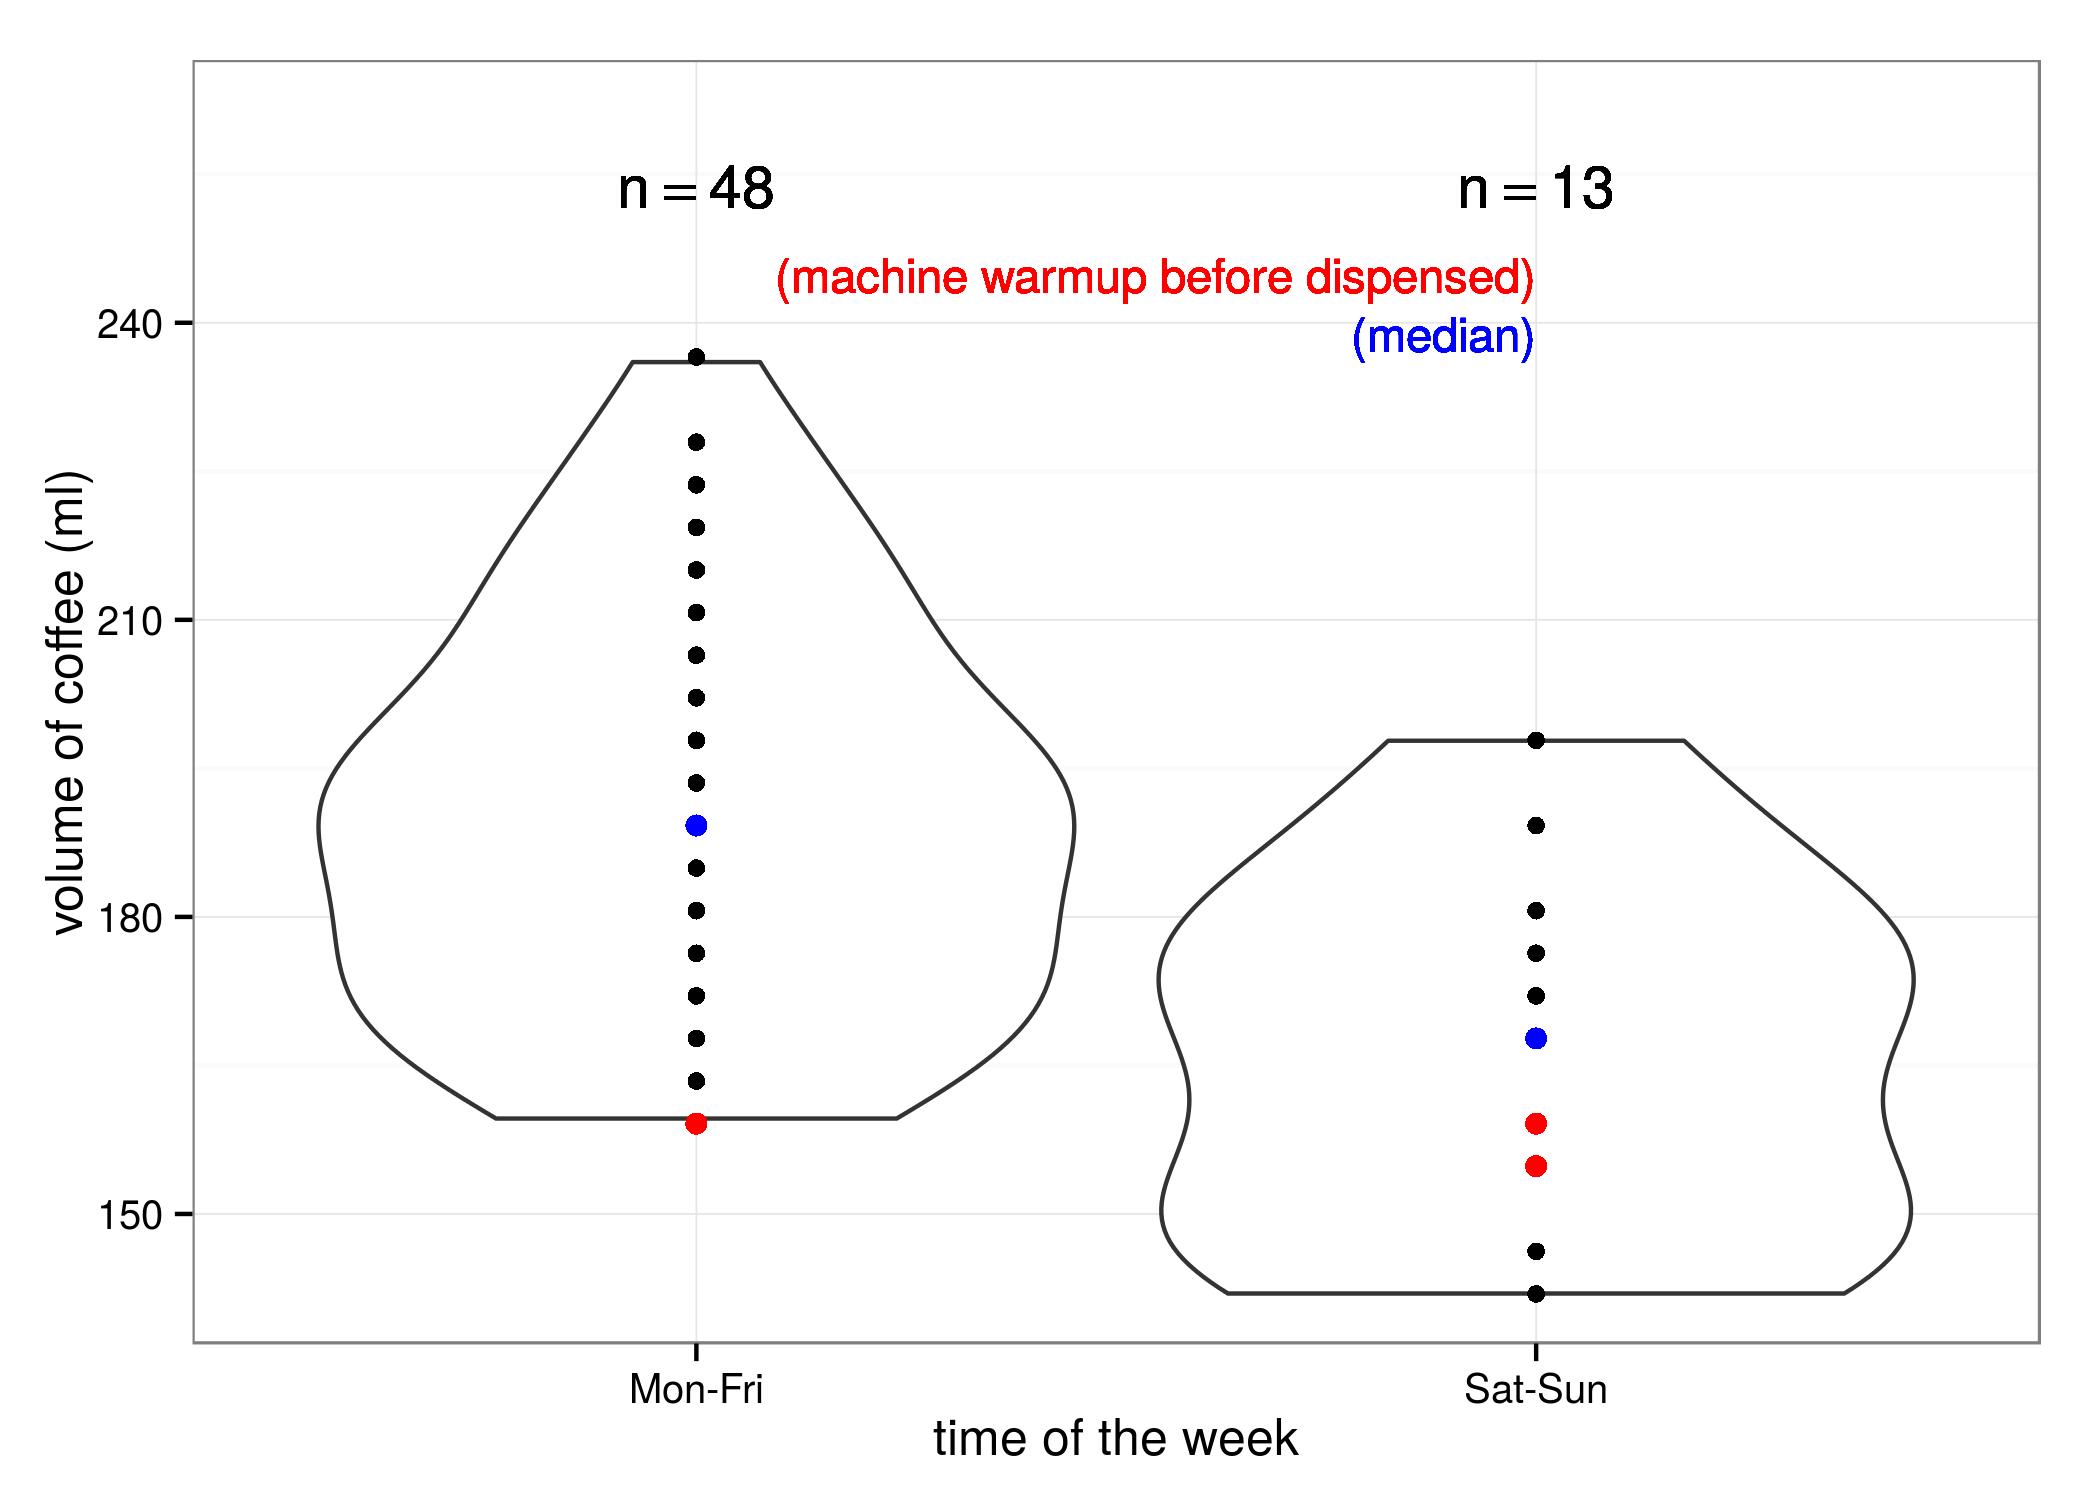 n = 48
n = 13
(machine warmup before dispensed)
(median)
240
210
180
150
volume of coffee (ml)
Mon-Fri
Sat-Sun
time of the week